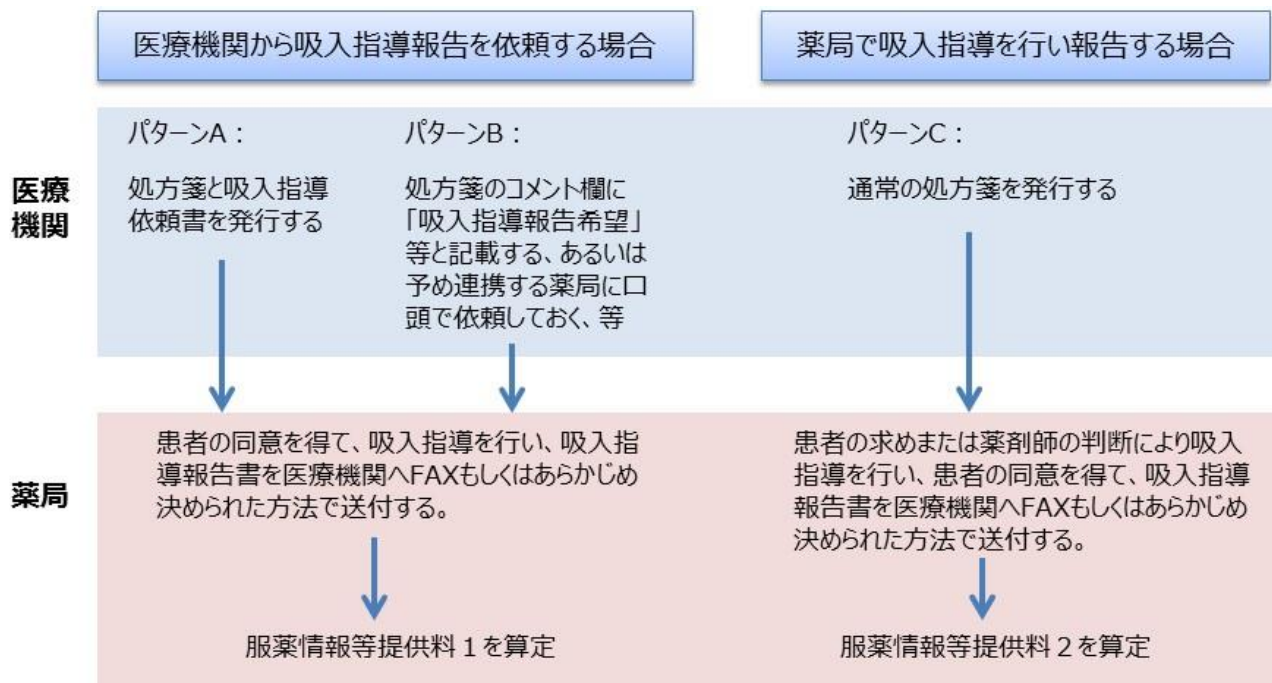 医療機関から吸入指導報告を依頼する場合
薬局で吸入指導を行い報告する場合
医療
機関
パターンA：
処方箋と吸入指導
依頼書を発行する
パターンB：
処方箋のコメント欄に
「吸入指導報告希望」
等と記載する、あるいは
予め連携する薬局に口
頭で依頼しておく、等
パターンC：
通常の処方箋を発行する
薬局
患者の同意を得て、吸入指導を行い、吸入指
導報告書を医療機関へFAXもしくはあらかじめ
決められた方法で送付する。
服薬情報等提供料１を算定
患者の求めまたは薬剤師の判断により吸入
指導を行い、患者の同意を得て、吸入指導
報告書を医療機関へFAXもしくはあらかじめ
決められた方法で送付する。
服薬情報等提供料２を算定